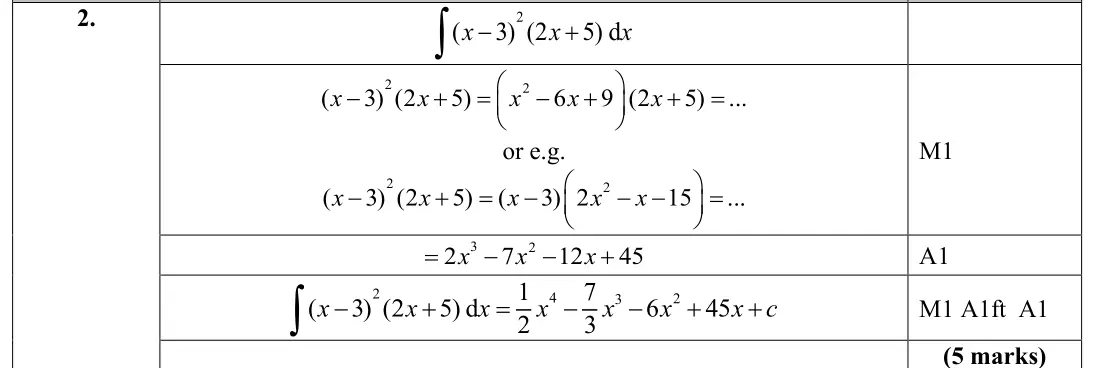 2.
∫(x−3)²(2x+5) dx
(x−3)²(2x+5) = (x²−6x+9)(2x+5) = ...
or e.g.
M1
(x−3)²(2x+5) = (x−3)(2x²−x−15) = ...
= 2x³−7x²−12x+45 A1
∫(x−3)²(2x+5) dx = 1/2 x⁴ − 7/3 x³ − 6x² + 45x + c M1 A1ft A1
(5 marks)